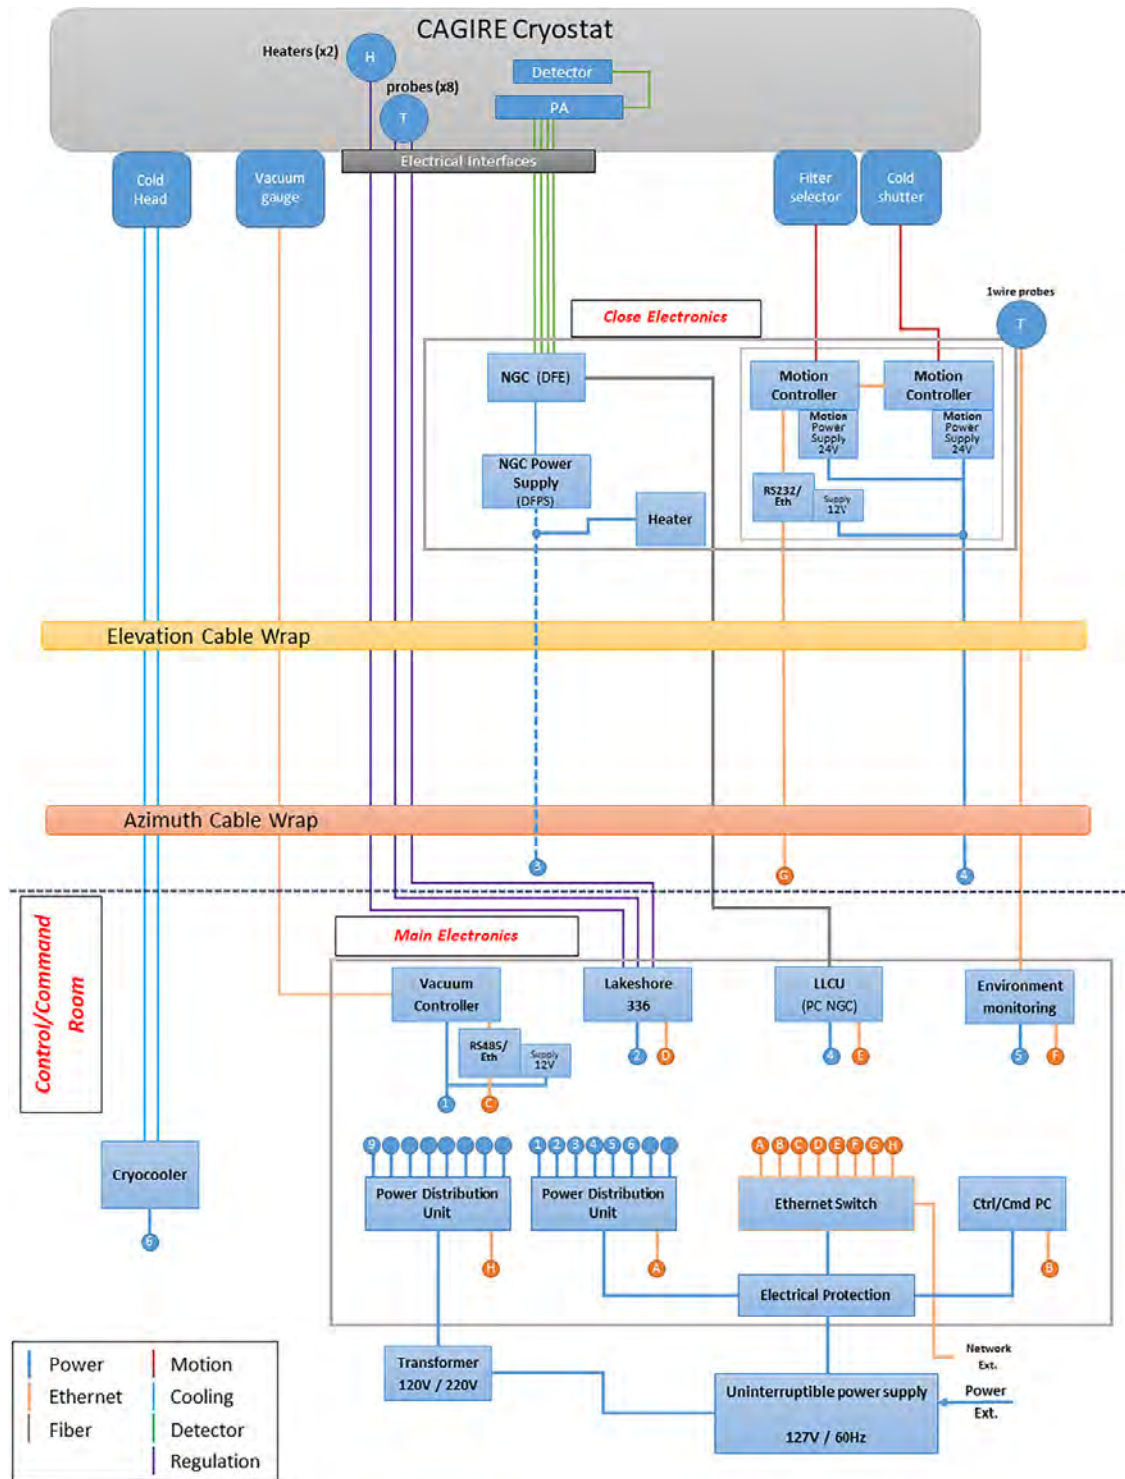 CAGIRE Cryostat
Heaters (x2)
H
probes (x8)
T
Detector
PA
Electrical Interfaces
Cold
Head
Vacuum
gauge
Filter
selector
Cold
shutter
1wire probes
T
Close Electronics
NGC (DFE)
Motion
Controller
Motion
Controller
Motion
Power
Supply
24V
Motion
Power
Supply
24V
NGC Power
Supply
(DFPS)
RS232/
Eth
Supply
12V
Heater
Elevation Cable Wrap
Azimuth Cable Wrap
3
G
4
Control/Command
Room
Main Electronics
Vacuum
Controller
Lakeshore
336
LLCU
(PC NGC)
Environment
monitoring
RS485/
Eth
Supply
12V
2
D
4
E
5
F
1
C
9
1 2 3 4 5 6
A B C D E F G H
Cryocooler
Power Distribution
Unit
Power Distribution
Unit
Ethernet Switch
Ctrl/Cmd PC
6
H
A
B
Electrical Protection
Transformer
120V / 220V
Uninterruptible power supply
127V / 60Hz
Network
Ext.
Power
Ext.
Power
Ethernet
Fiber
Motion
Cooling
Detector
Regulation